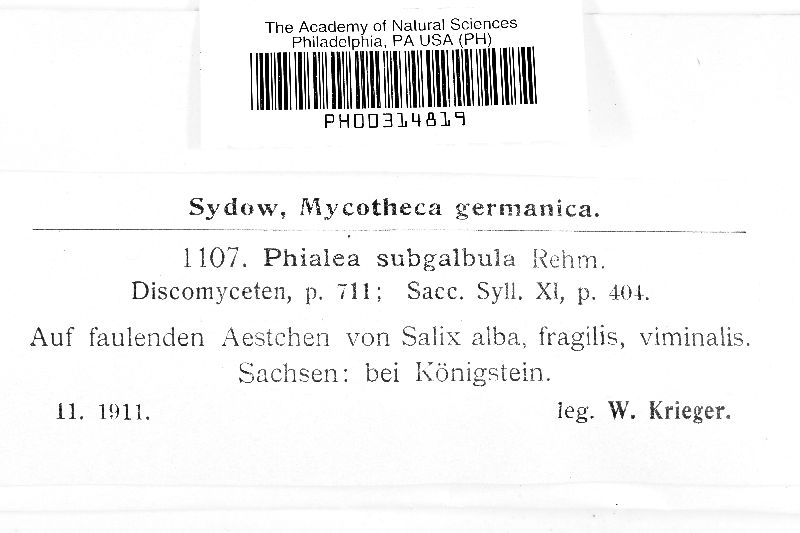 The Academy of Natural Sciences
Philadelphia, PA USA (PH)
PH00314819
Sydow, Mycotheca germanica.
1107. Phialea subgalbula Rehm.
Discomyceten, p. 711; Sacc. Syll. XI, p. 404.
Auf faulenden Aestchen von Salix alba, fragilis, viminalis.
Sachsen: bei Königstein.
11. 1911. leg. W. Krieger.